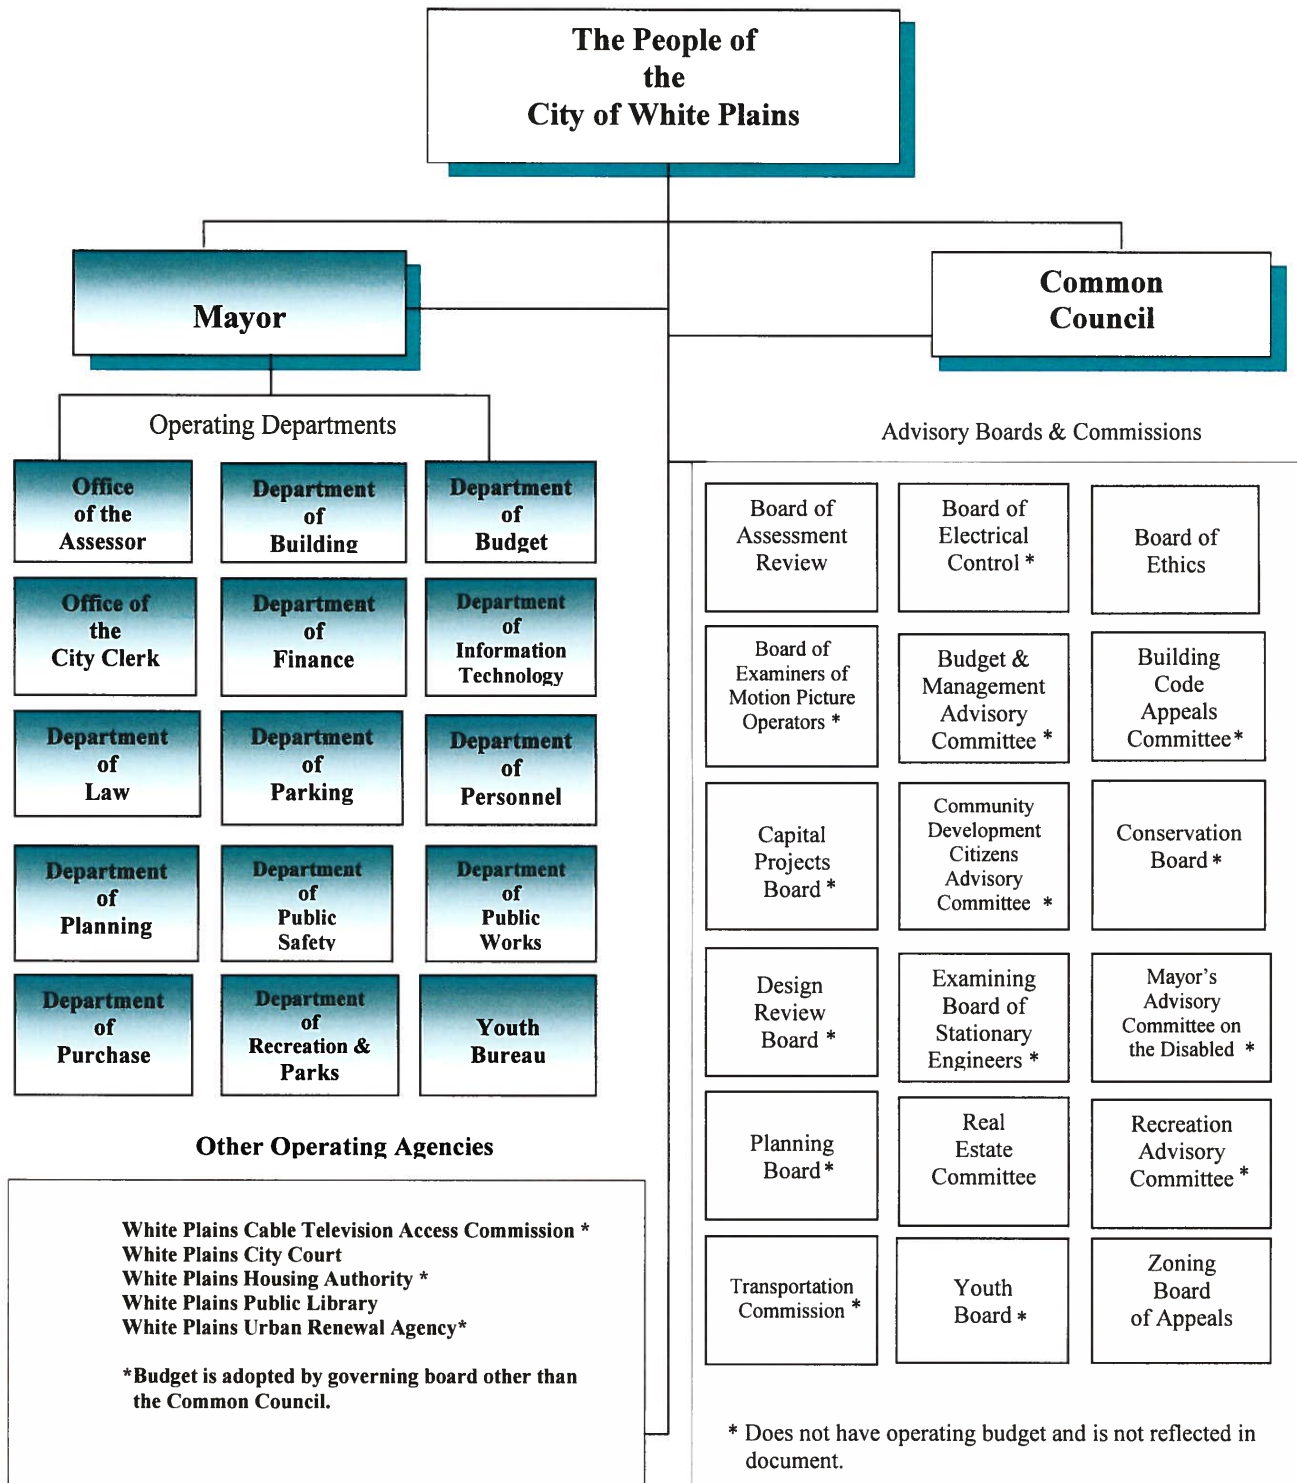 The People of
the
City of White Plains
Mayor
Common
Council
Operating Departments
Office
of the
Assessor
Department
of
Building
Department
of
Budget
Office of
the
City Clerk
Department
of
Finance
Department
of
Information
Technology
Department
of
Law
Department
of
Parking
Department
of
Personnel
Department
of
Planning
Department
of
Public
Safety
Department
of
Public
Works
Department
of
Purchase
Department
of
Recreation &
Parks
Youth
Bureau
Other Operating Agencies
White Plains Cable Television Access Commission *
White Plains City Court
White Plains Housing Authority *
White Plains Public Library
White Plains Urban Renewal Agency*
*Budget is adopted by governing board other than
the Common Council.
Advisory Boards & Commissions
Board of
Assessment
Review
Board of
Electrical
Control *
Board of
Ethics
Board of
Examiners of
Motion Picture
Operators *
Budget &
Management
Advisory
Committee *
Building
Code
Appeals
Committee*
Capital
Projects
Board *
Community
Development
Citizens
Advisory
Committee *
Conservation
Board *
Design
Review
Board *
Examining
Board of
Stationary
Engineers *
Mayor's
Advisory
Committee on
the Disabled *
Planning
Board *
Real
Estate
Committee
Recreation
Advisory
Committee *
Transportation
Commission *
Youth
Board *
Zoning
Board
of Appeals
* Does not have operating budget and is not reflected in
document.